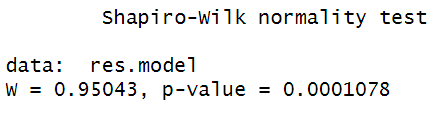 Shapiro-Wilk normality test
data:  res.model
W = 0.95043, p-value = 0.0001078